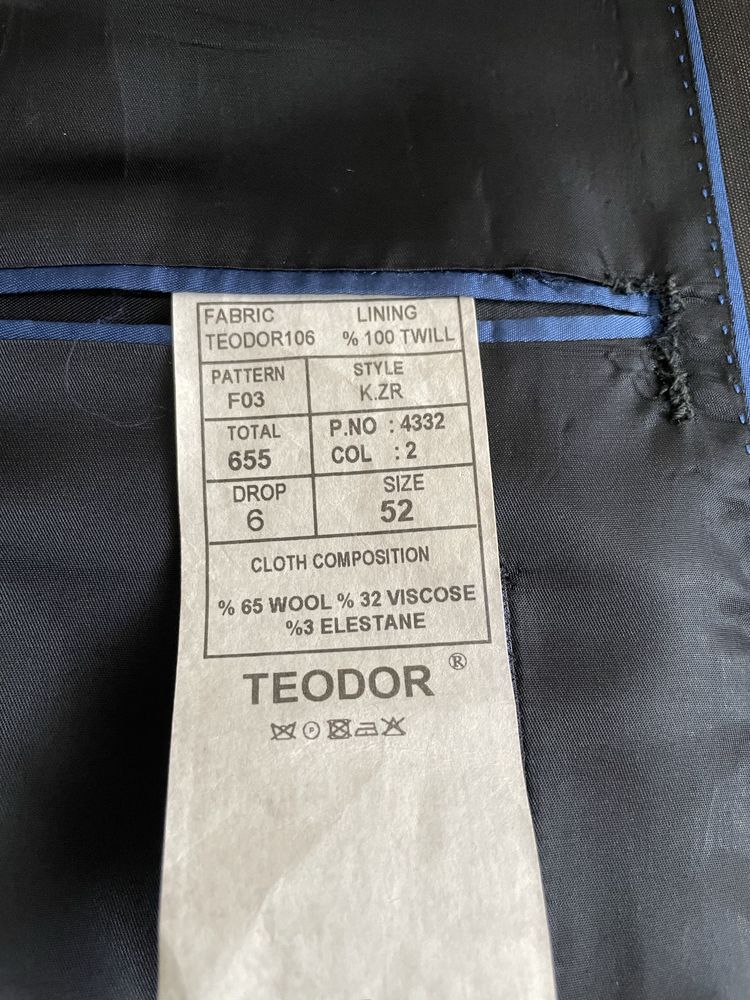 FABRIC LINING
TEODOR106 % 100 TWILL
PATTERN STYLE
F03 K.ZR
TOTAL P.NO : 4332
655 COL : 2
DROP SIZE
6 52
CLOTH COMPOSITION
% 65 WOOL % 32 VISCOSE
%3 ELESTANE
TEODOR ®
P